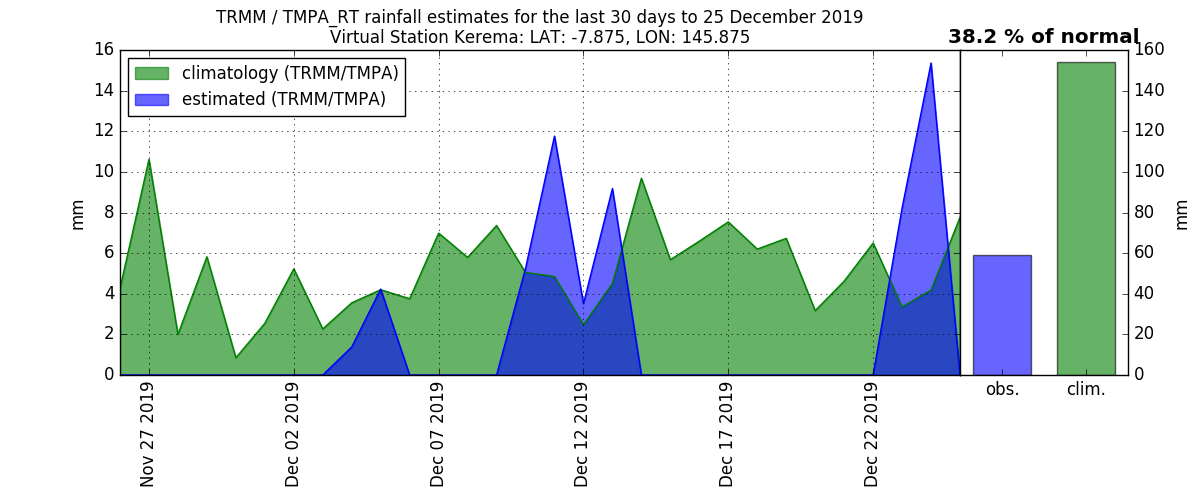 TRMM / TMPA_RT rainfall estimates for the last 30 days to 25 December 2019
Virtual Station Kerema: LAT: -7.875, LON: 145.875
38.2 % of normal
climatology (TRMM/TMPA)
estimated (TRMM/TMPA)
16
14
12
10
8
6
4
2
0
mm
Nov 27 2019
Dec 02 2019
Dec 07 2019
Dec 12 2019
Dec 17 2019
Dec 22 2019
obs.
clim.
160
140
120
100
80
60
40
20
0
mm